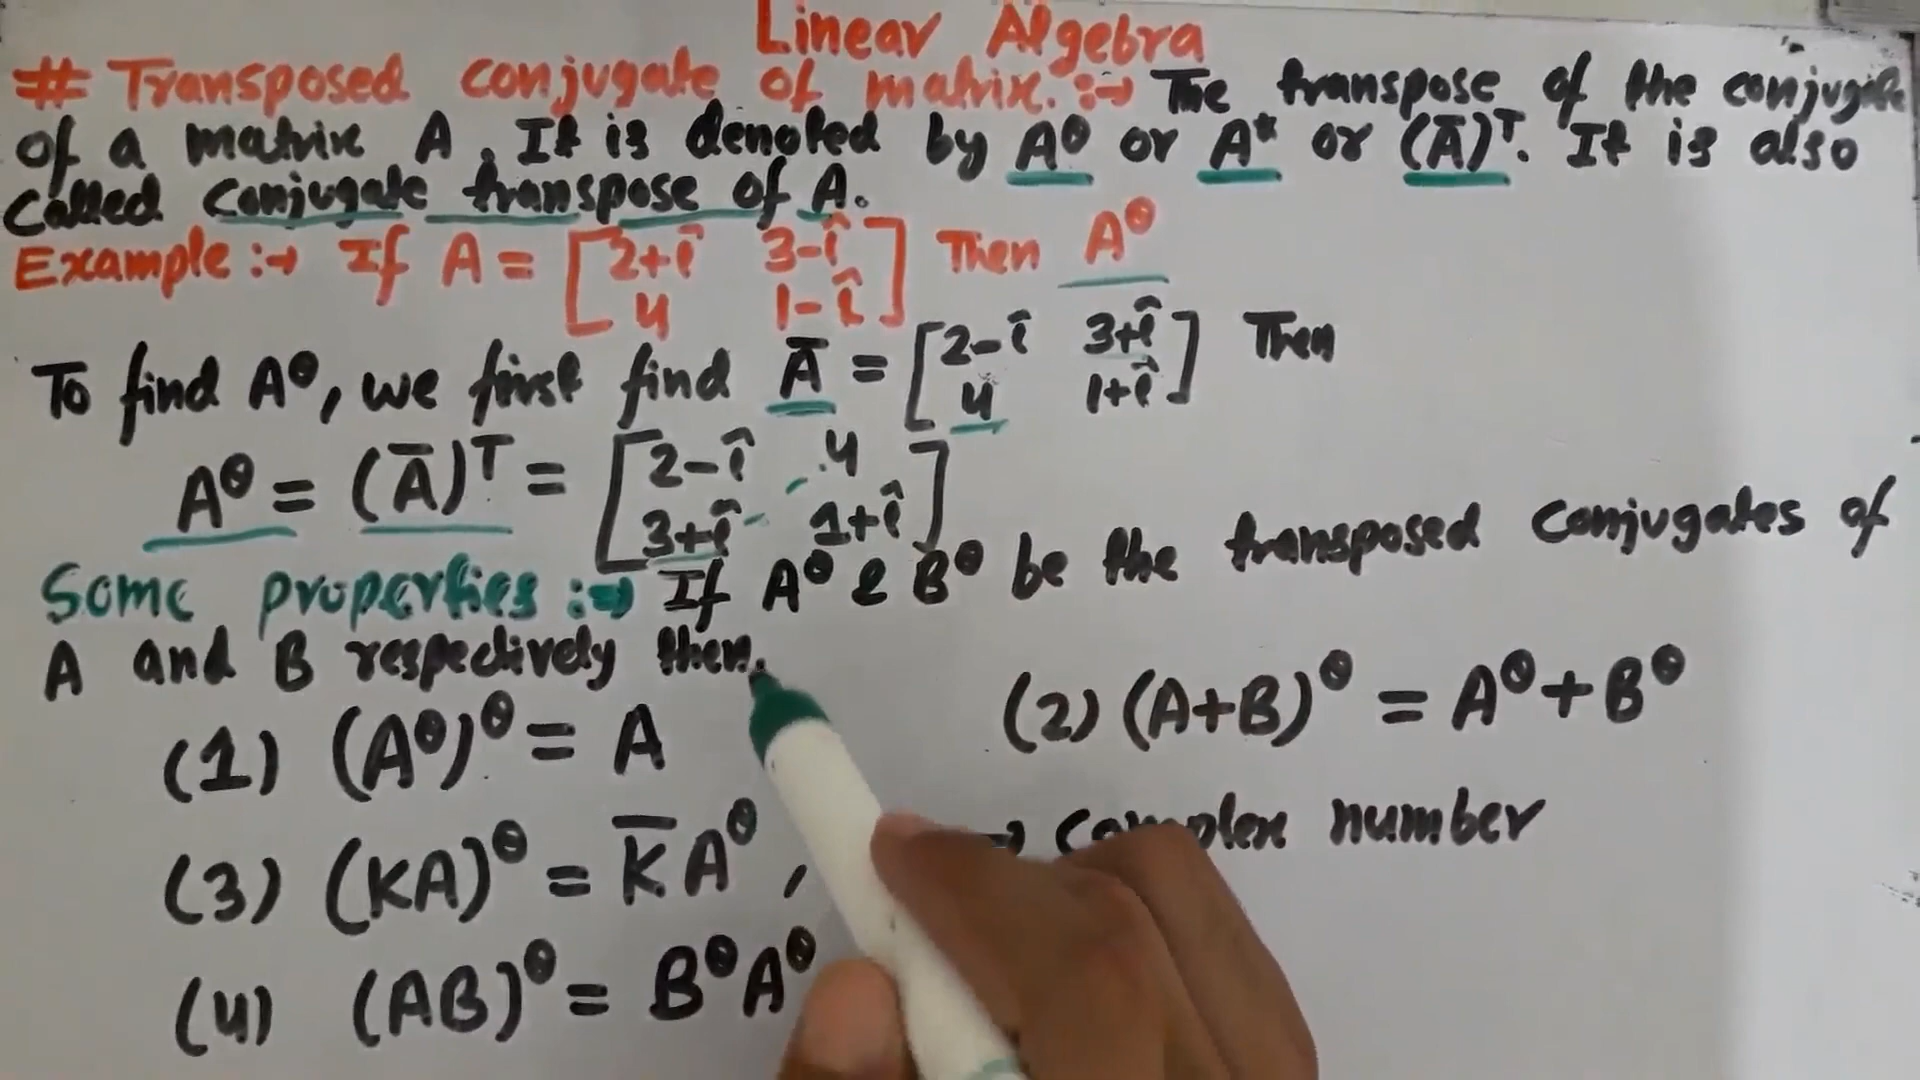 Linear Algebra
# Transposed conjugate of matrix. :→ The transpose of the conjugate
of a matrix A. It is denoted by A^θ or A* or (Ā)^T. It is also
called conjugate transpose of A.
Example :→ If A = [2+î 3-î; 4 1-î] Then A^θ
To find A^θ, we first find Ā = [2-î 3+î; 4 1+î] Then
A^θ = (Ā)^T = [2-î 4; 3+î 1+î]
Some properties :⇒ If A^θ & B^θ be the transposed conjugates of
A and B respectively then.
(1) (A^θ)^θ = A (2) (A+B)^θ = A^θ + B^θ
(3) (KA)^θ = K̄ A^θ, → complex number
(4) (AB)^θ = B^θ A^θ